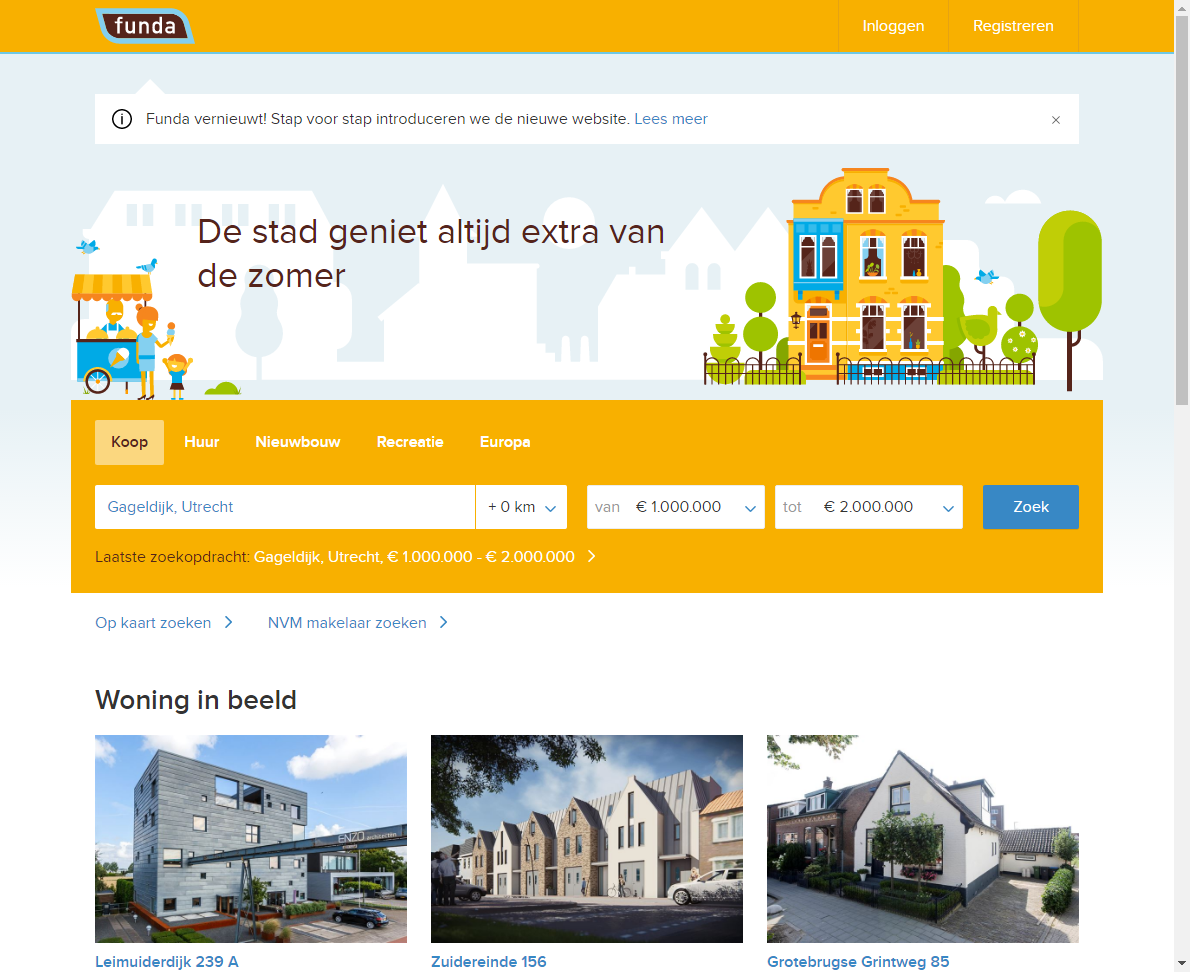 funda
Inloggen
Registreren
Funda vernieuwt! Stap voor stap introduceren we de nieuwe website. Lees meer
De stad geniet altijd extra van
de zomer
Koop
Huur
Nieuwbouw
Recreatie
Europa
Gageldijk, Utrecht
+ 0 km
van € 1.000.000
tot € 2.000.000
Zoek
Laatste zoekopdracht: Gageldijk, Utrecht, € 1.000.000 - € 2.000.000
Op kaart zoeken
NVM makelaar zoeken
Woning in beeld
ENZO architecten
Leimuiderdijk 239 A
Zuidereinde 156
Grotebrugse Grintweg 85